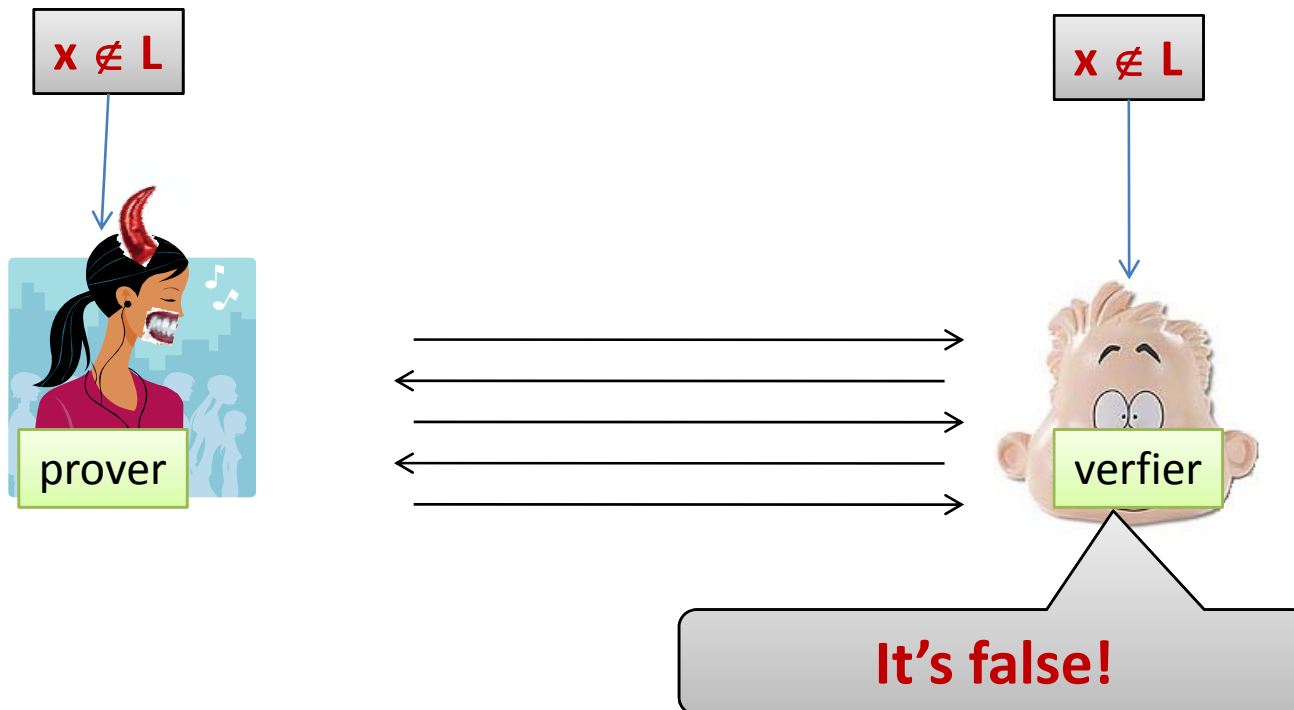 x ∉ L
x ∉ L
prover
verfier
It's false!